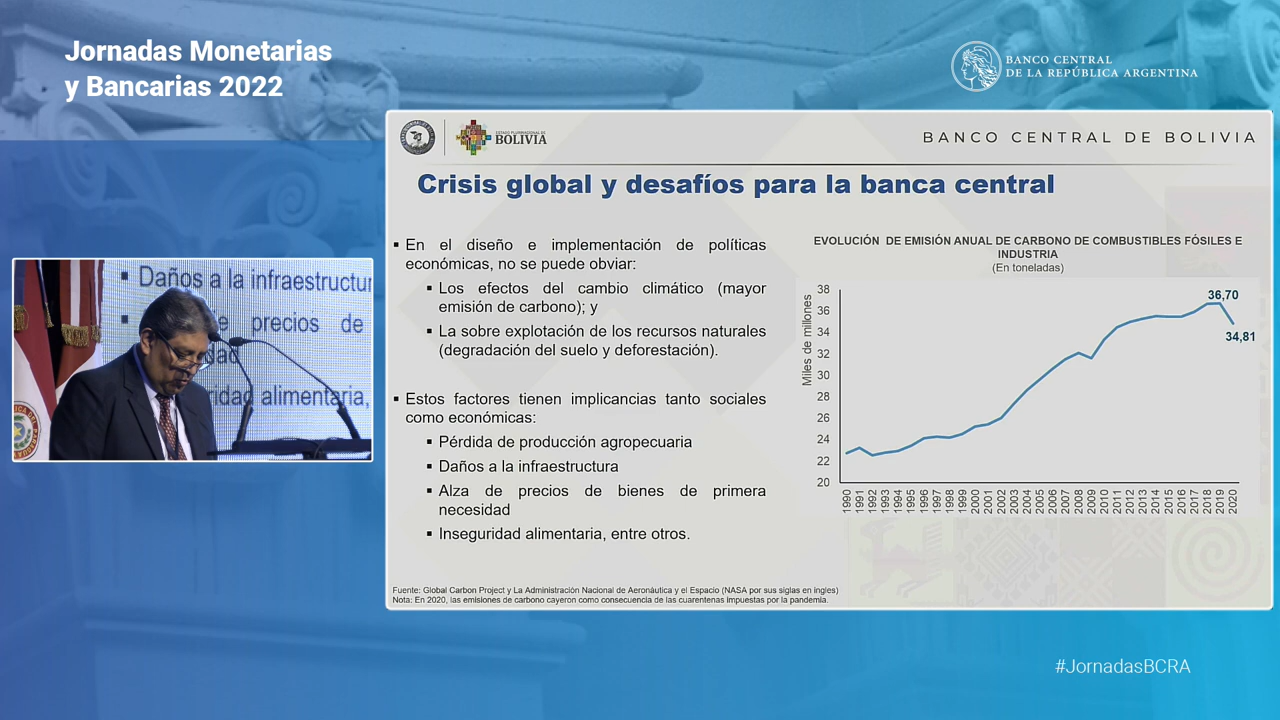 Jornadas Monetarias
y Bancarias 2022
BANCO CENTRAL
DE LA REPÚBLICA ARGENTINA
ESTADO PLURINACIONAL DE
BOLIVIA
BANCO CENTRAL DE BOLIVIA
Crisis global y desafíos para la banca central
▪ En el diseño e implementación de políticas
económicas, no se puede obviar:
▪ Los efectos del cambio climático (mayor
emisión de carbono); y
▪ La sobre explotación de los recursos naturales
(degradación del suelo y deforestación).
▪ Estos factores tienen implicancias tanto sociales
como económicas:
▪ Pérdida de producción agropecuaria
▪ Daños a la infraestructura
▪ Alza de precios de bienes de primera
necesidad
▪ Inseguridad alimentaria, entre otros.
EVOLUCIÓN DE EMISIÓN ANUAL DE CARBONO DE COMBUSTIBLES FÓSILES E
INDUSTRIA
(En toneladas)
Miles de millones
38
36
34
32
30
28
26
24
22
20
36,70
34,81
1990 1991 1992 1993 1994 1995 1996 1997 1998 1999 2000 2001 2002 2003 2004 2005 2006 2007 2008 2009 2010 2011 2012 2013 2014 2015 2016 2017 2018 2019 2020
Fuente: Global Carbon Project y La Administración Nacional de Aeronáutica y el Espacio (NASA por sus siglas en ingles)
Nota: En 2020, las emisiones de carbono cayeron como consecuencia de las cuarentenas impuestas por la pandemia.
▪ Daños a la infraestructur
precios de
dad
ridad alimentaria,
#JornadasBCRA